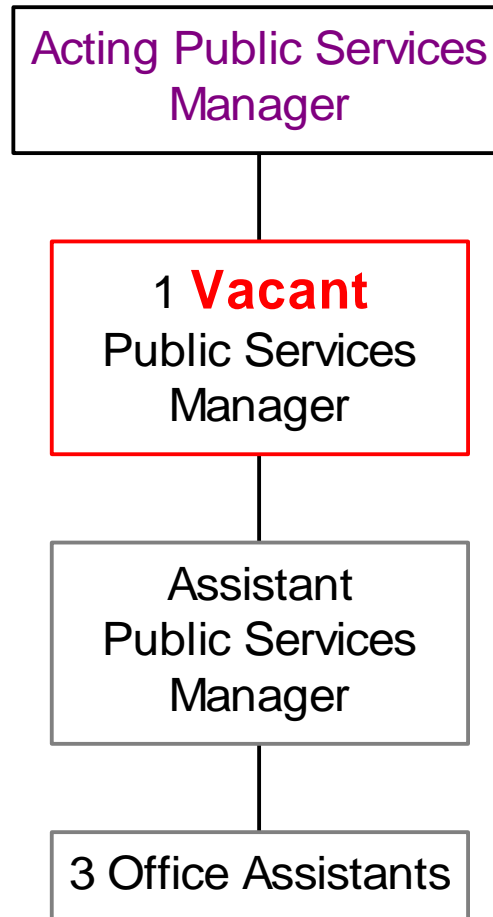 Acting Public Services
Manager
1 Vacant
Public Services
Manager
Assistant
Public Services
Manager
3 Office Assistants